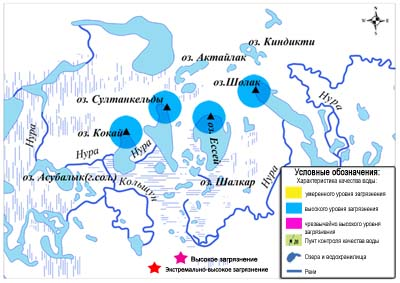 оз. Киндикти
оз. Актайлак
оз.Шолак
оз. Султанкельды
Нура
Нура
оз. Кокай
Нура
Нура
оз. Есей
оз. Асубалык(г.сол.)
оз. Шалкар
Нура
Условные обозначения:
Характеристика качества воды:
умеренного уровня загрязнения
высокого уровня загрязнения
чрезвычайно высокого уровня
загрязнения
Пункт контроля качества воды
Озера и водохранилища
Реки
Высокое загрязнение
Экстремально-высокое загрязнение